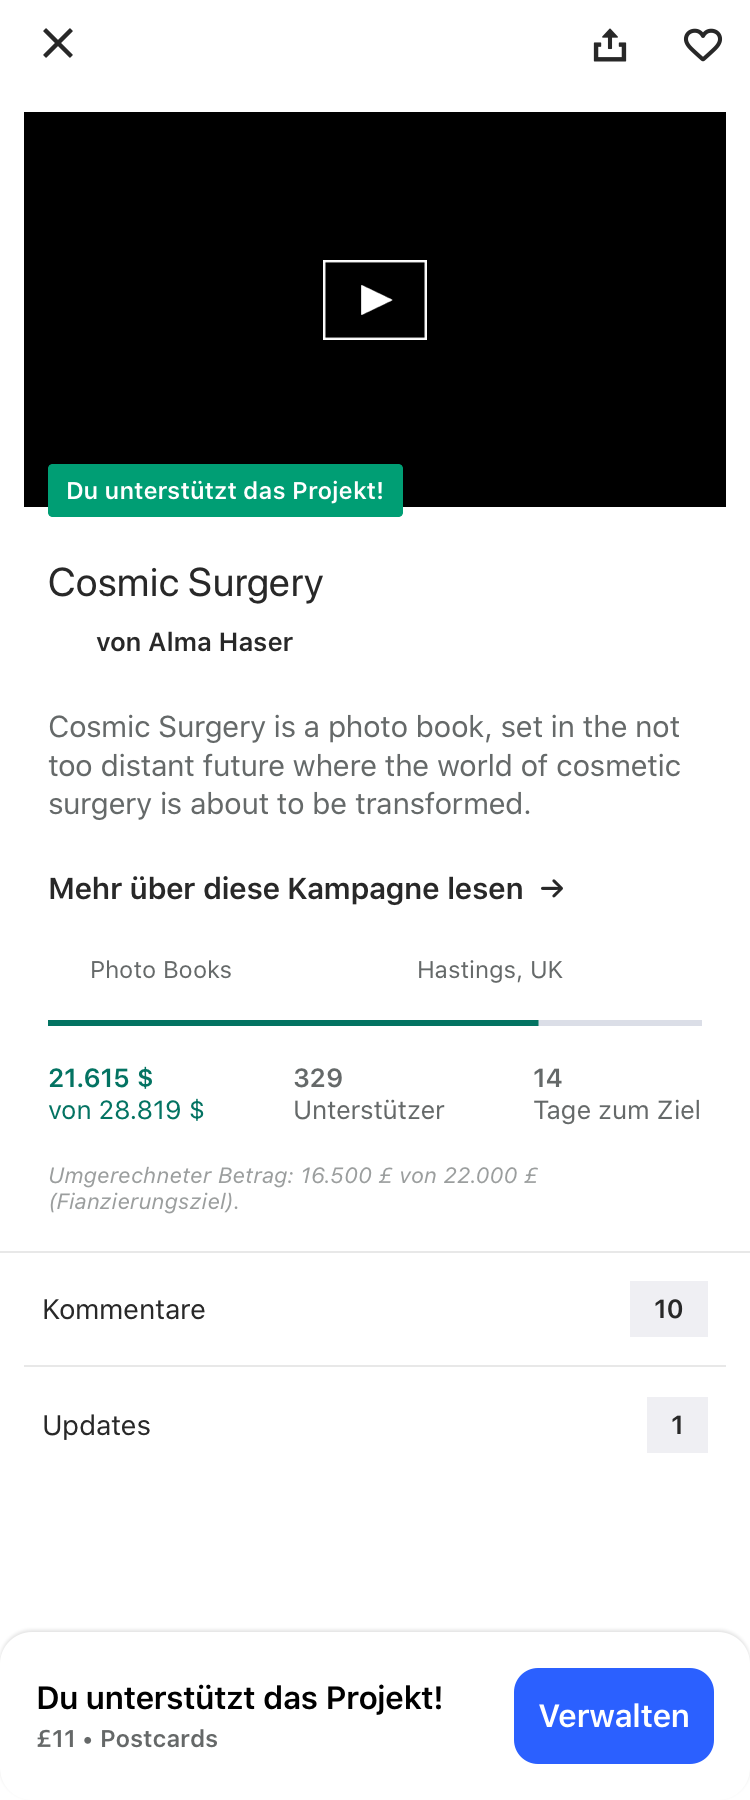 Du unterstützt das Projekt!
Cosmic Surgery
von Alma Haser
Cosmic Surgery is a photo book, set in the not
too distant future where the world of cosmetic
surgery is about to be transformed.
Mehr über diese Kampagne lesen →
Photo Books Hastings, UK
21.615 $ 329 14
von 28.819 $ Unterstützer Tage zum Ziel
Umgerechneter Betrag: 16.500 £ von 22.000 £
(Fianzierungsziel).
Kommentare 10
Updates 1
Du unterstützt das Projekt!
£11 • Postcards
Verwalten